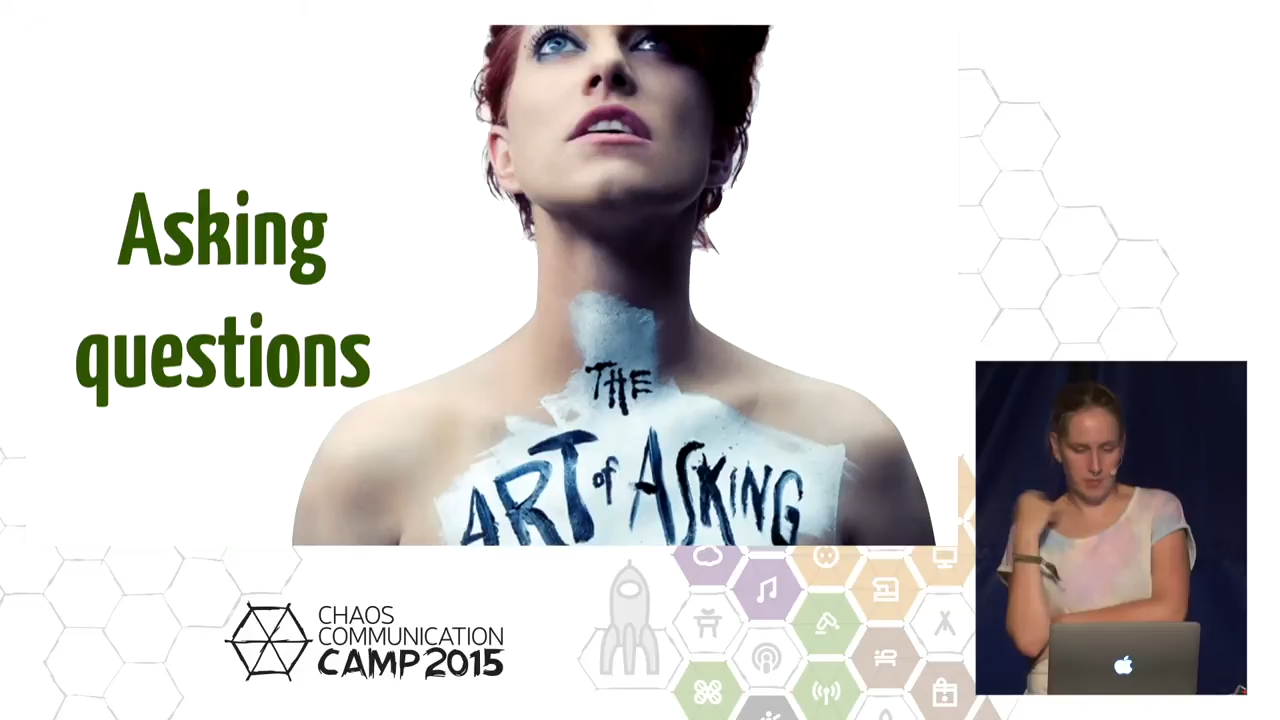 Asking
questions
THE
ART of ASKING
CHAOS
COMMUNICATION
CAMP 2015